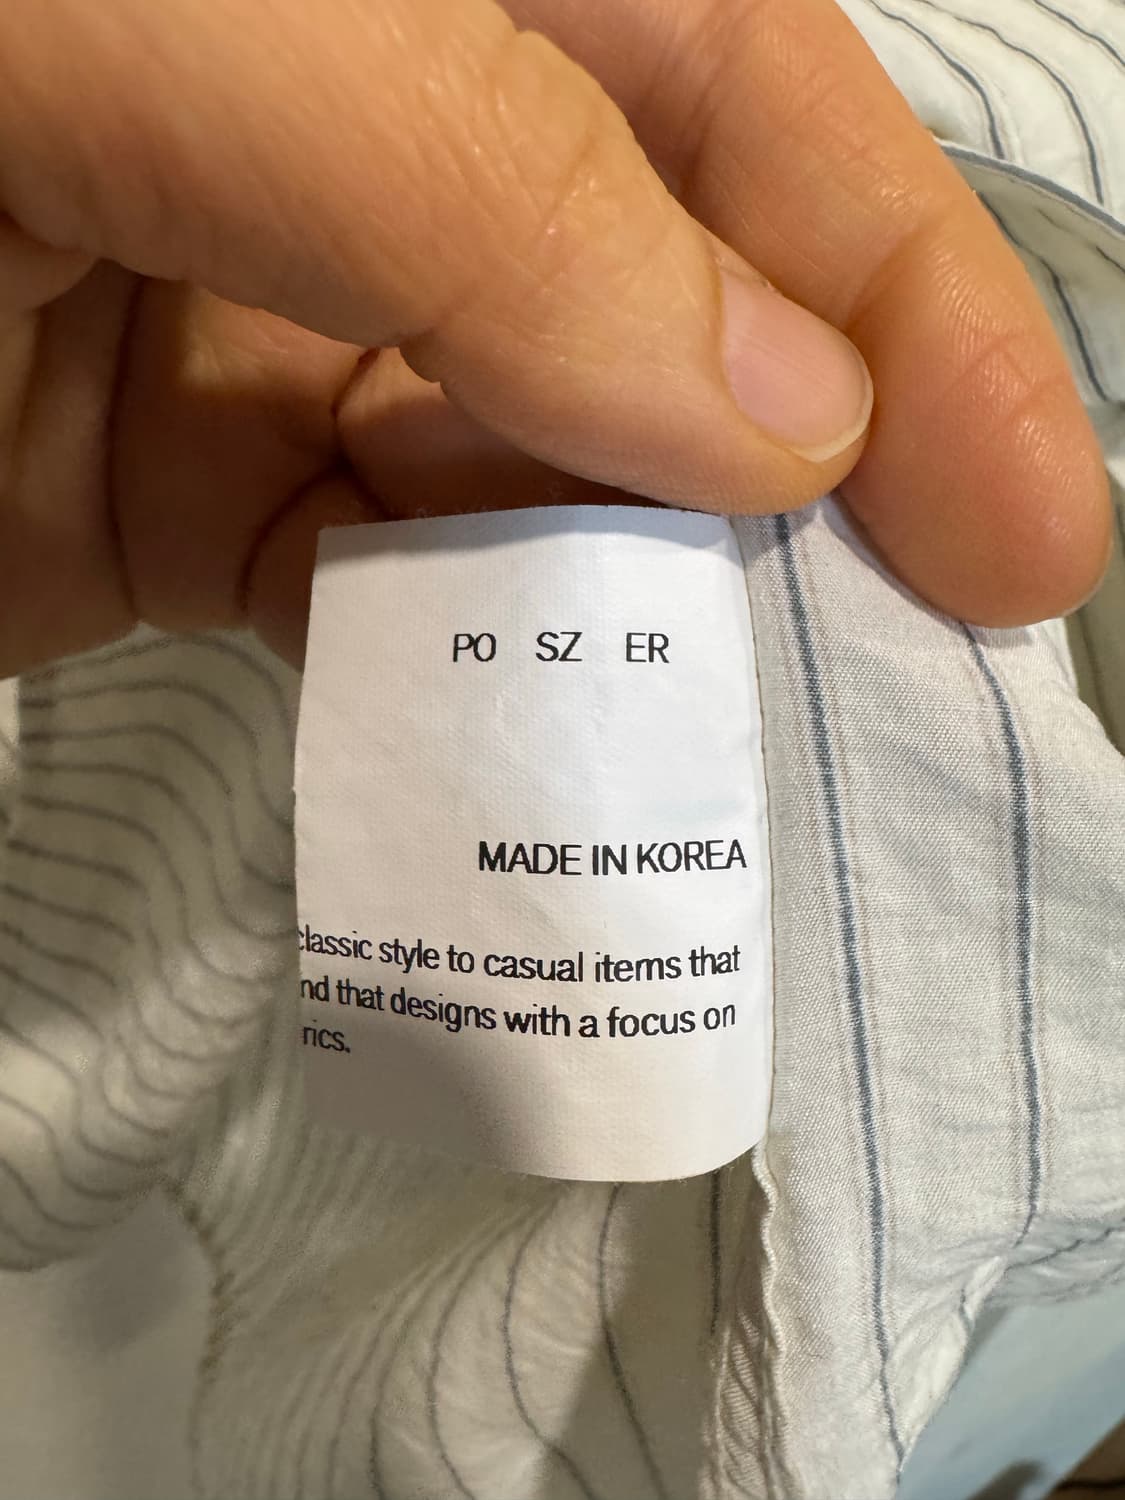 PO SZ ER
MADE IN KOREA
classic style to casual items that
nd that designs with a focus on
rics.